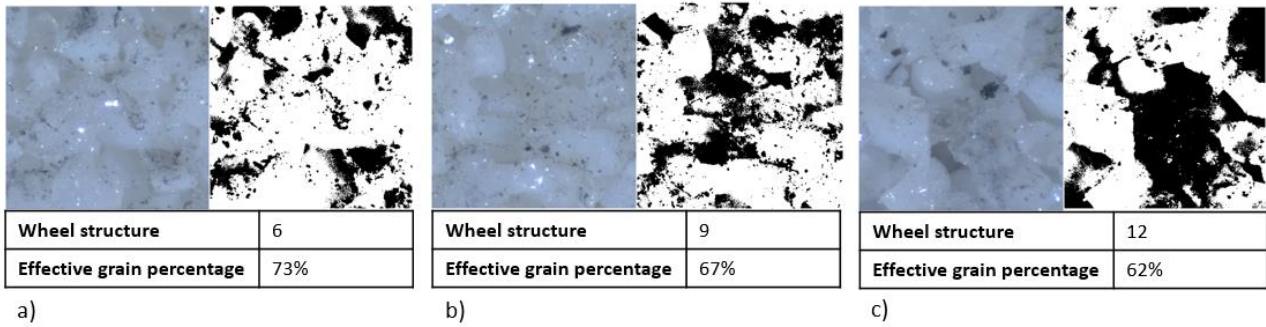 Wheel structure 6
Effective grain percentage 73%
a)
Wheel structure 9
Effective grain percentage 67%
b)
Wheel structure 12
Effective grain percentage 62%
c)